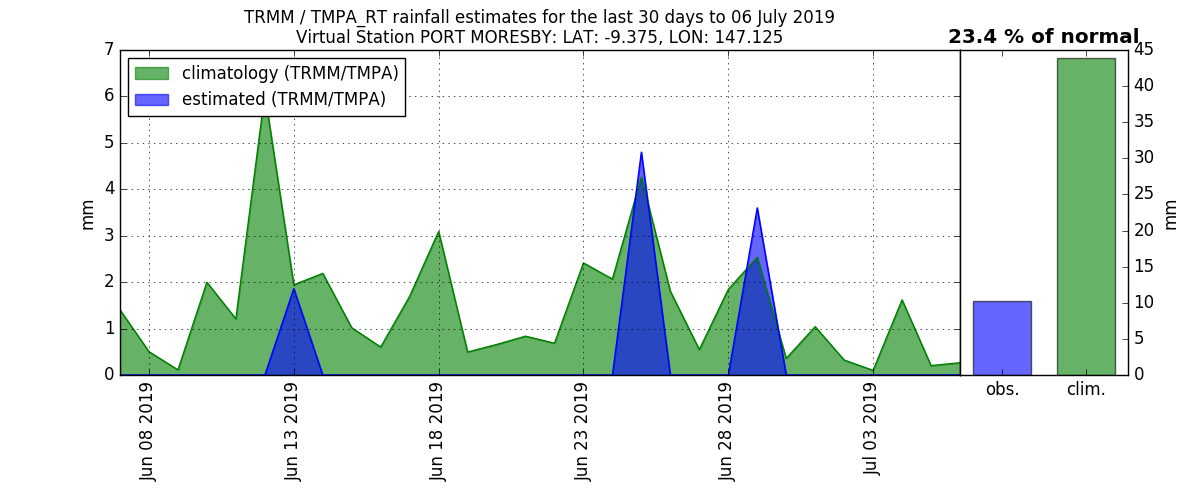 TRMM / TMPA_RT rainfall estimates for the last 30 days to 06 July 2019
Virtual Station PORT MORESBY: LAT: -9.375, LON: 147.125
23.4 % of normal
climatology (TRMM/TMPA)
estimated (TRMM/TMPA)
7
6
5
4
3
2
1
0
mm
Jun 08 2019
Jun 13 2019
Jun 18 2019
Jun 23 2019
Jun 28 2019
Jul 03 2019
45
40
35
30
25
20
15
10
5
0
mm
obs.
clim.